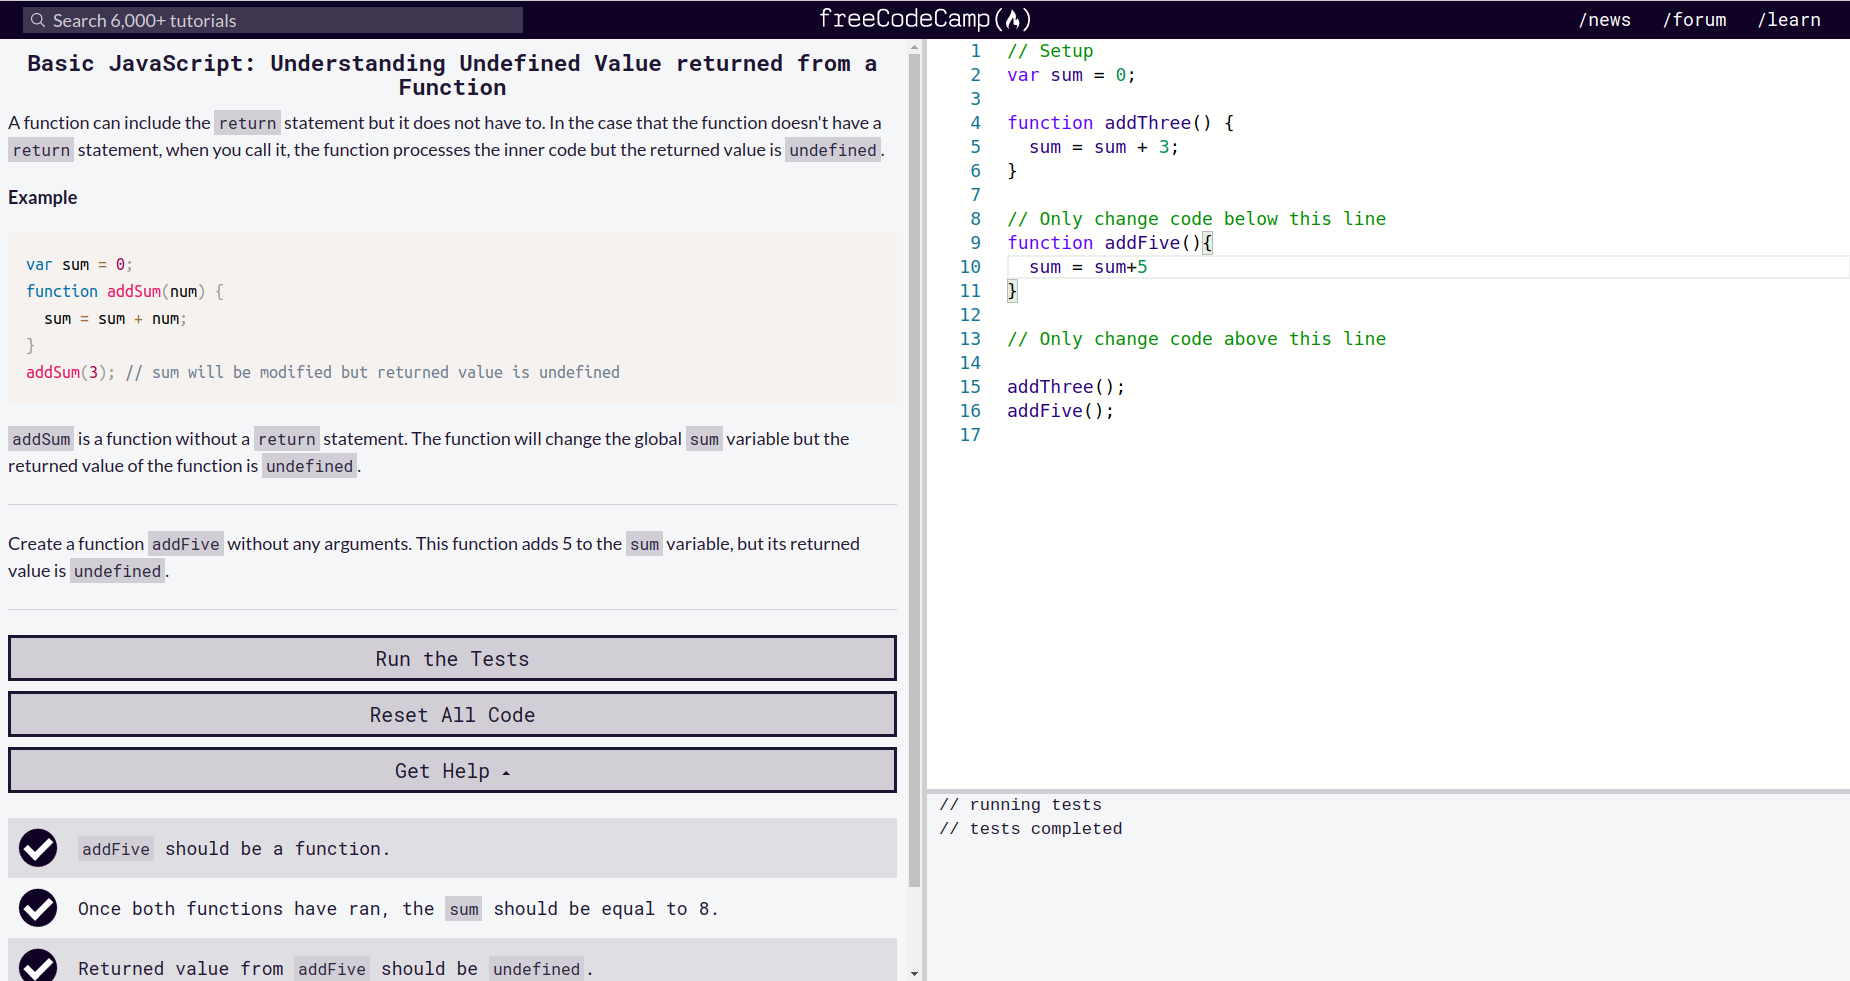 Search 6,000+ tutorials
freeCodeCamp
/news /forum /learn
Basic JavaScript: Understanding Undefined Value returned from a
Function
A function can include the return statement but it does not have to. In the case that the function doesn't have a
return statement, when you call it, the function processes the inner code but the returned value is undefined.
Example
var sum = 0;
function addSum(num) {
  sum = sum + num;
}
addSum(3); // sum will be modified but returned value is undefined
addSum is a function without a return statement. The function will change the global sum variable but the
returned value of the function is undefined.
Create a function addFive without any arguments. This function adds 5 to the sum variable, but its returned
value is undefined.
Run the Tests
Reset All Code
Get Help
addFive should be a function.
Once both functions have ran, the sum should be equal to 8.
Returned value from addFive should be undefined.
1 // Setup
2 var sum = 0;
3
4 function addThree() {
5   sum = sum + 3;
6 }
7
8 // Only change code below this line
9 function addFive(){
10   sum = sum+5
11 }
12
13 // Only change code above this line
14
15 addThree();
16 addFive();
17
// running tests
// tests completed